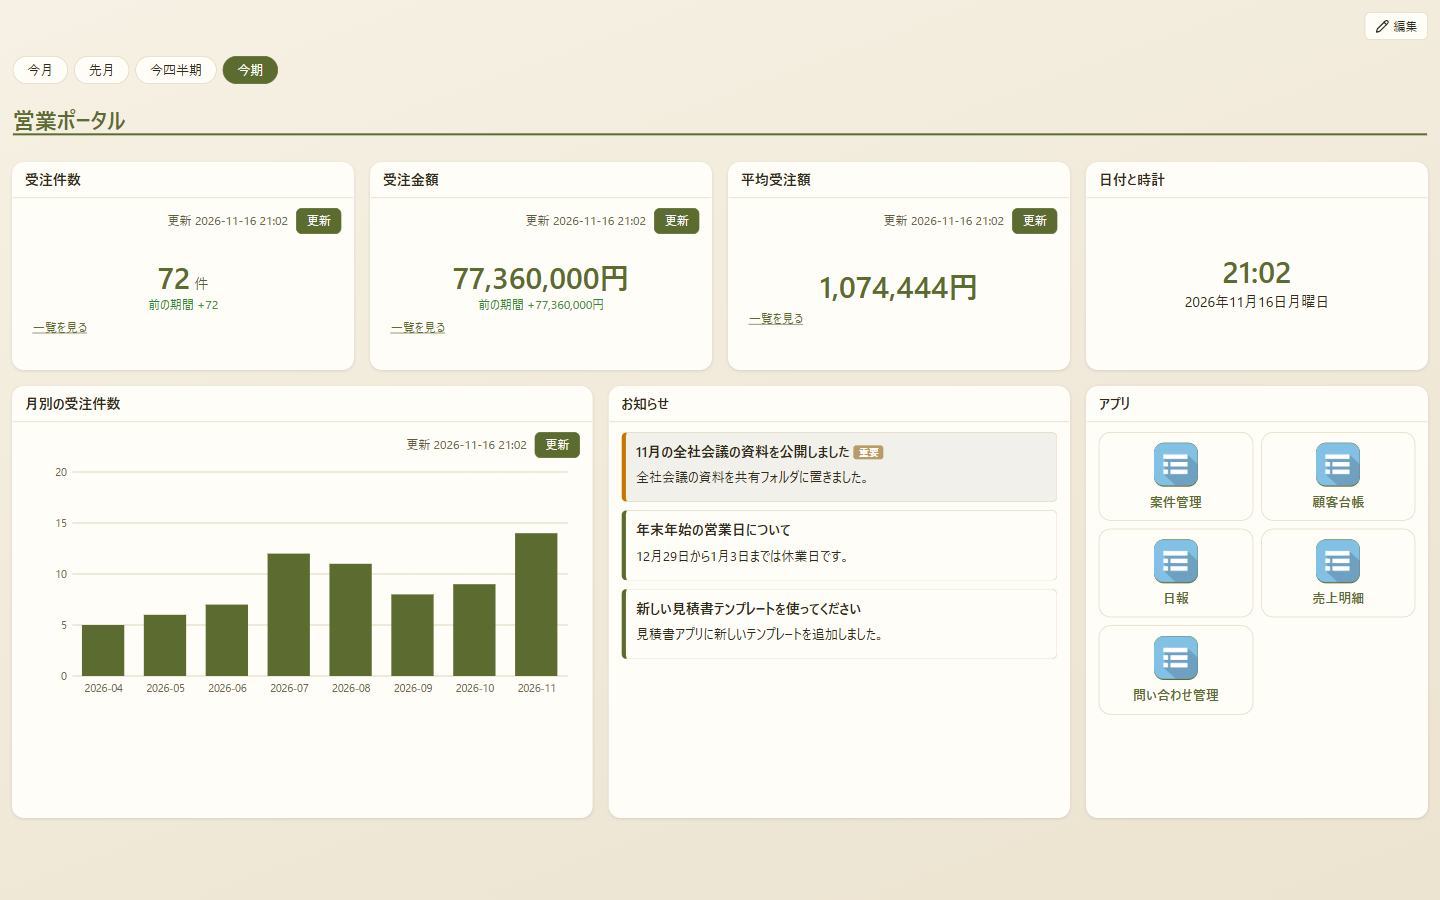 編集
今月
先月
今四半期
今期
営業ポータル
受注件数
更新 2026-11-16 21:02
更新
72 件
前の期間 +72
一覧を見る
受注金額
更新 2026-11-16 21:02
更新
77,360,000円
前の期間 +77,360,000円
一覧を見る
平均受注額
更新 2026-11-16 21:02
更新
1,074,444円
一覧を見る
日付と時計
21:02
2026年11月16日月曜日
月別の受注件数
更新 2026-11-16 21:02
更新
20
15
10
5
0
2026-04
2026-05
2026-06
2026-07
2026-08
2026-09
2026-10
2026-11
お知らせ
11月の全社会議の資料を公開しました 重要
全社会議の資料を共有フォルダに置きました。
年末年始の営業日について
12月29日から1月3日までは休業日です。
新しい見積書テンプレートを使ってください
見積書アプリに新しいテンプレートを追加しました。
アプリ
案件管理
顧客台帳
日報
売上明細
問い合わせ管理